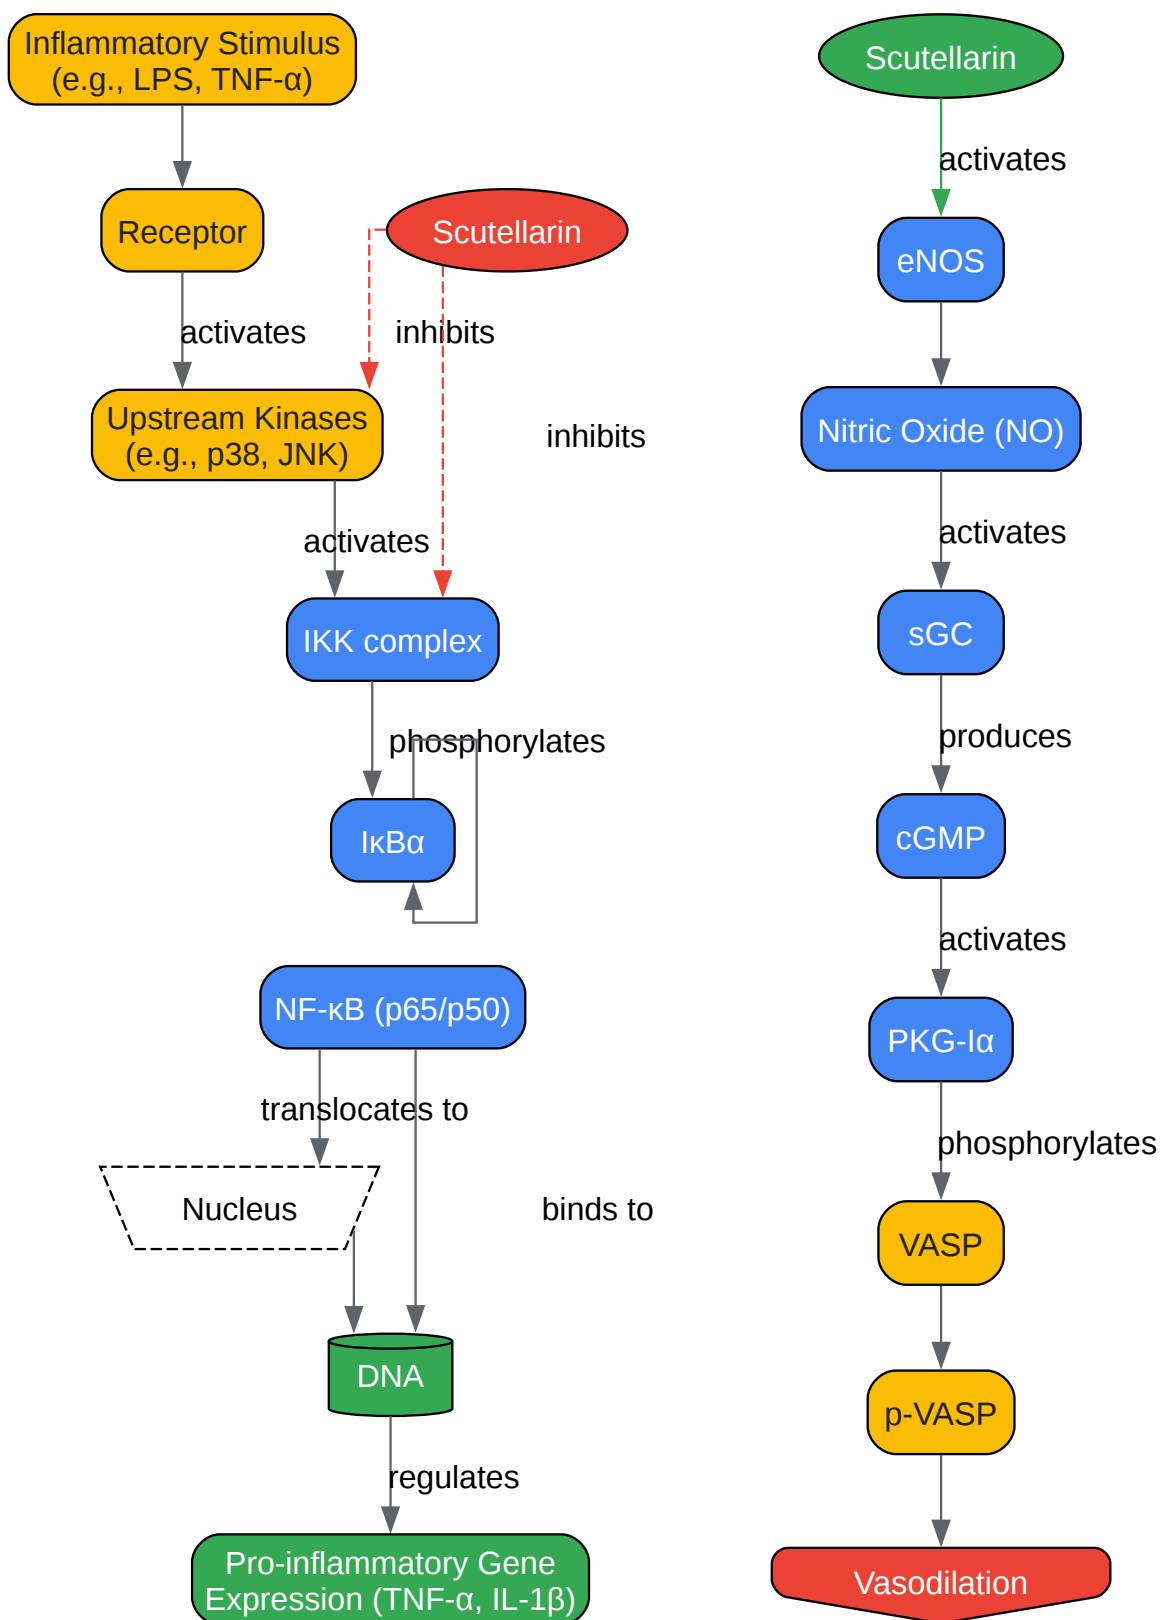 Inflammatory Stimulus
(e.g., LPS, TNF-α)
Receptor
Scutellarin
activates
inhibits
Upstream Kinases
(e.g., p38, JNK)
inhibits
activates
IKK complex
phosphorylates
IκBα
NF-κB (p65/p50)
translocates to
Nucleus
binds to
DNA
regulates
Pro-inflammatory Gene
Expression (TNF-α, IL-1β)
Scutellarin
activates
eNOS
Nitric Oxide (NO)
activates
sGC
produces
cGMP
activates
PKG-Iα
phosphorylates
VASP
p-VASP
Vasodilation